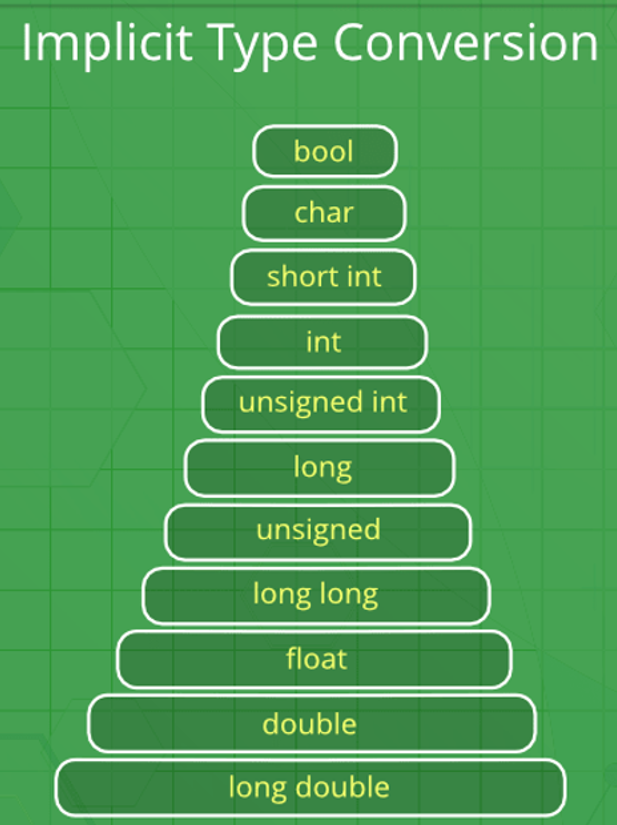 Implicit Type Conversion
bool
char
short int
int
unsigned int
long
unsigned
long long
float
double
long double